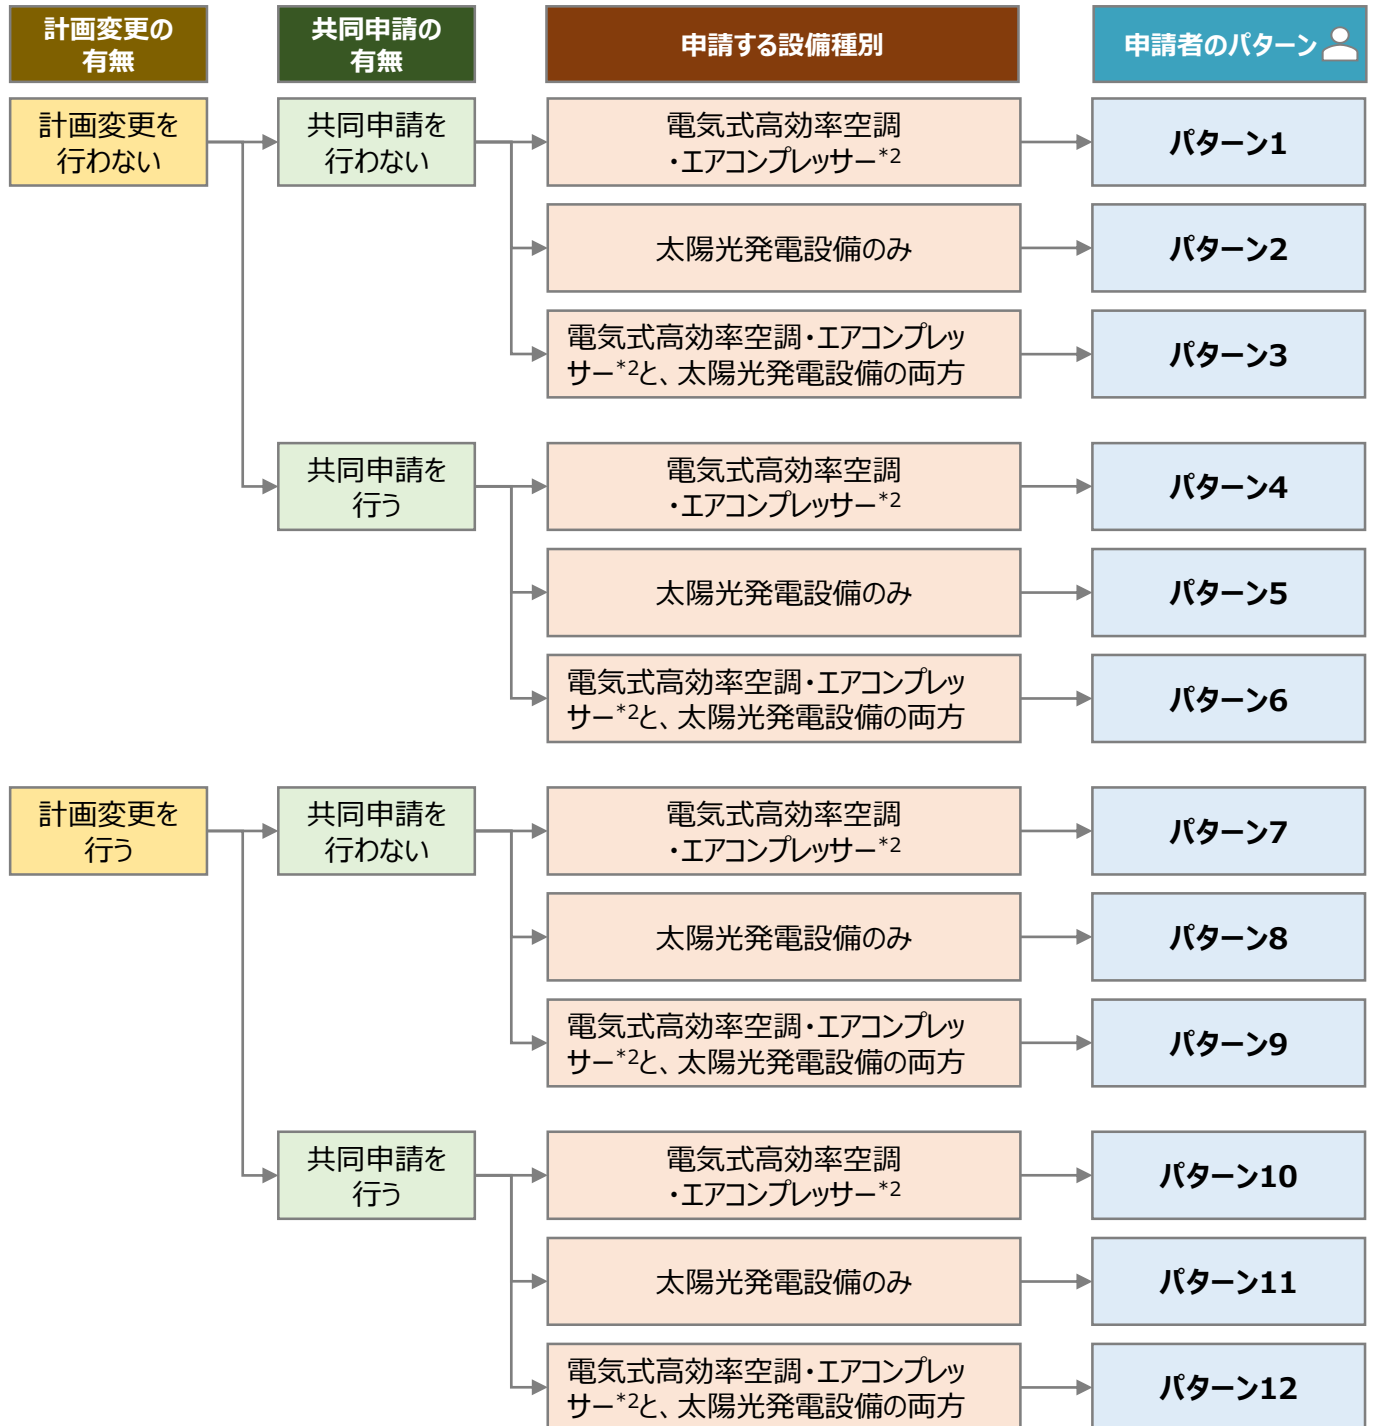 計画変更の
有無
共同申請の
有無
申請する設備種別
申請者のパターン
計画変更を
行わない
共同申請を
行わない
電気式高効率空調
・エアコンプレッサー*2
パターン1
太陽光発電設備のみ
パターン2
電気式高効率空調・エアコンプレッ
サー*2と、太陽光発電設備の両方
パターン3
共同申請を
行う
電気式高効率空調
・エアコンプレッサー*2
パターン4
太陽光発電設備のみ
パターン5
電気式高効率空調・エアコンプレッ
サー*2と、太陽光発電設備の両方
パターン6
計画変更を
行う
共同申請を
行わない
電気式高効率空調
・エアコンプレッサー*2
パターン7
太陽光発電設備のみ
パターン8
電気式高効率空調・エアコンプレッ
サー*2と、太陽光発電設備の両方
パターン9
共同申請を
行う
電気式高効率空調
・エアコンプレッサー*2
パターン10
太陽光発電設備のみ
パターン11
電気式高効率空調・エアコンプレッ
サー*2と、太陽光発電設備の両方
パターン12